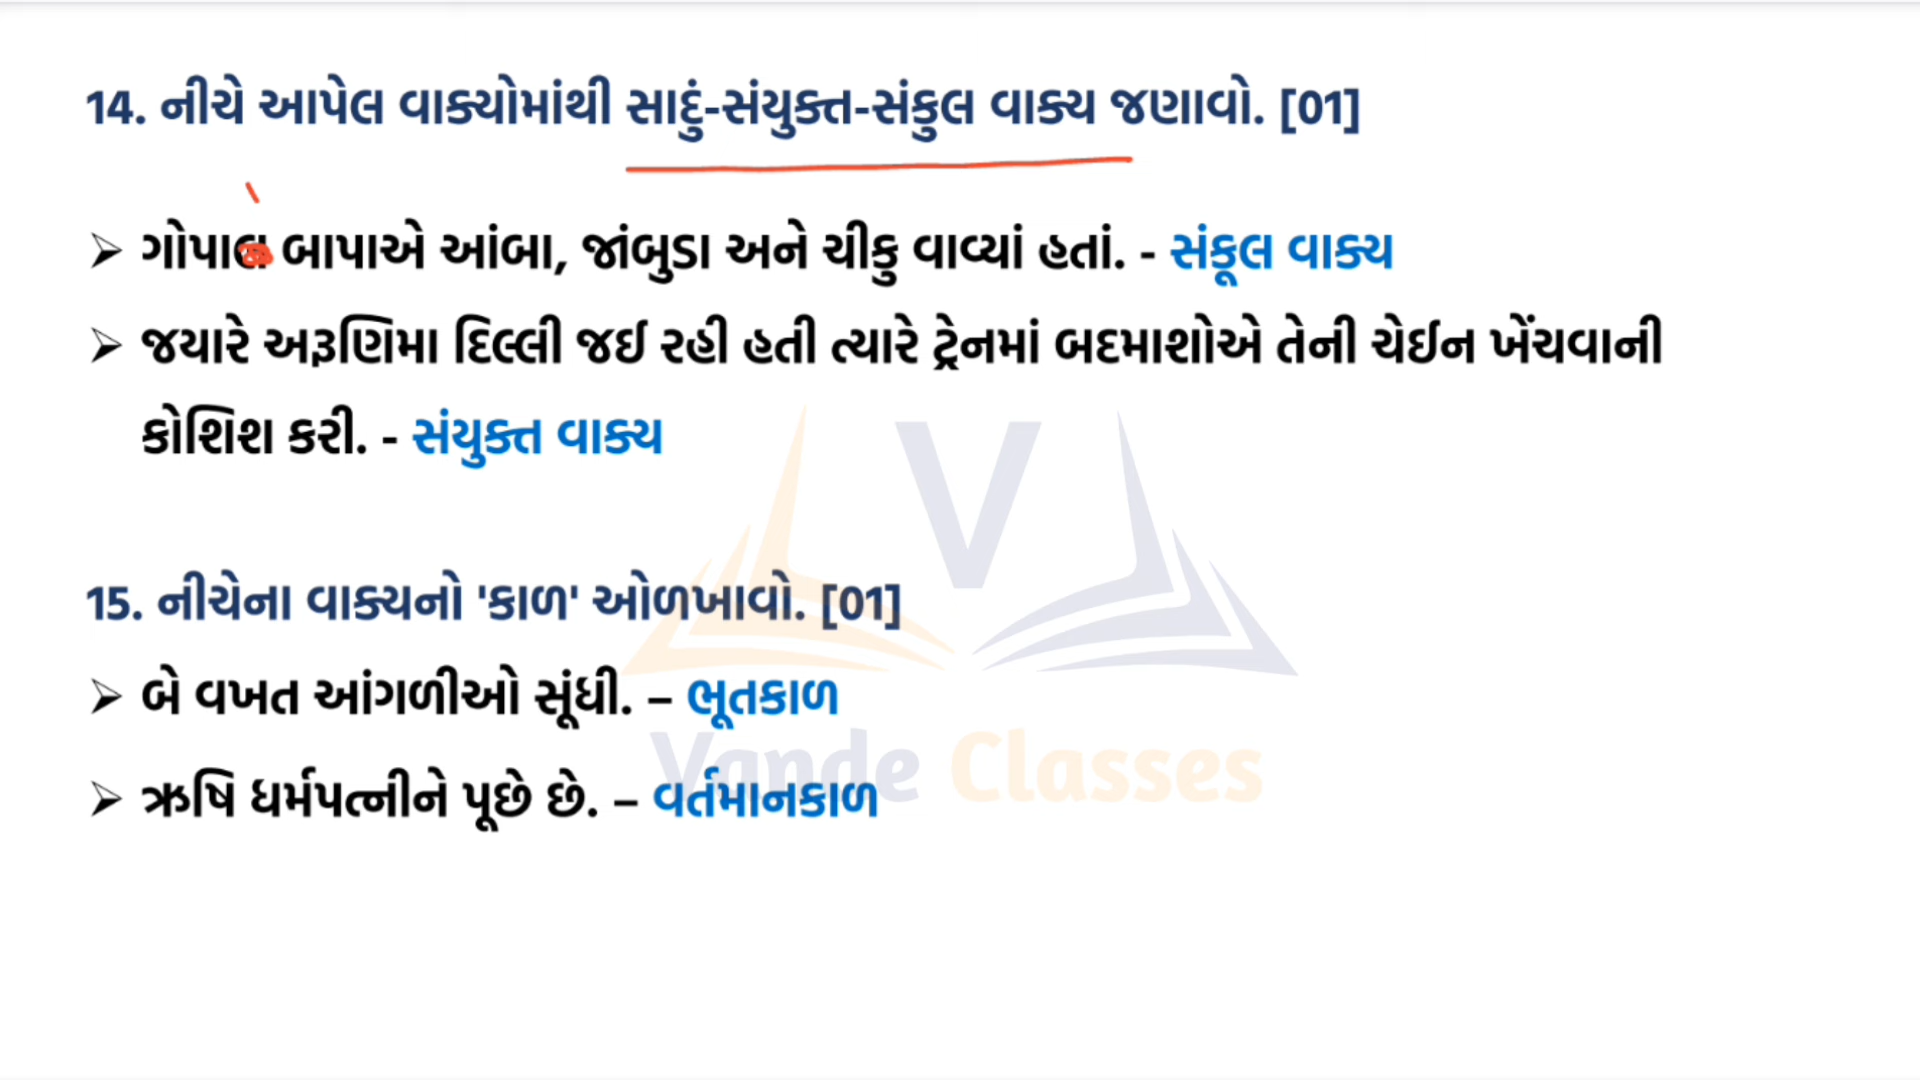 14. નીચે આપેલ વાક્યોમાંથી સાદું-સંયુક્ત-સંકુલ વાક્ય જણાવો. [01]
➢ ગોપાલ બાપાએ આંબા, જાંબુડા અને ચીકુ વાવ્યાં હતાં. - સંકૂલ વાક્ય
➢ જયારે અરૂણિમા દિલ્લી જઈ રહી હતી ત્યારે ટ્રેનમાં બદમાશોએ તેની ચેઈન ખેંચવાની
કોશિશ કરી. - સંયુક્ત વાક્ય
15. નીચેના વાક્યનો 'કાળ' ઓળખાવો. [01]
➢ બે વખત આંગળીઓ સૂંઘી. – ભૂતકાળ
➢ ઋષિ ધર્મપત્નીને પૂછે છે. – વર્તમાનકાળ
V
Vande Classes